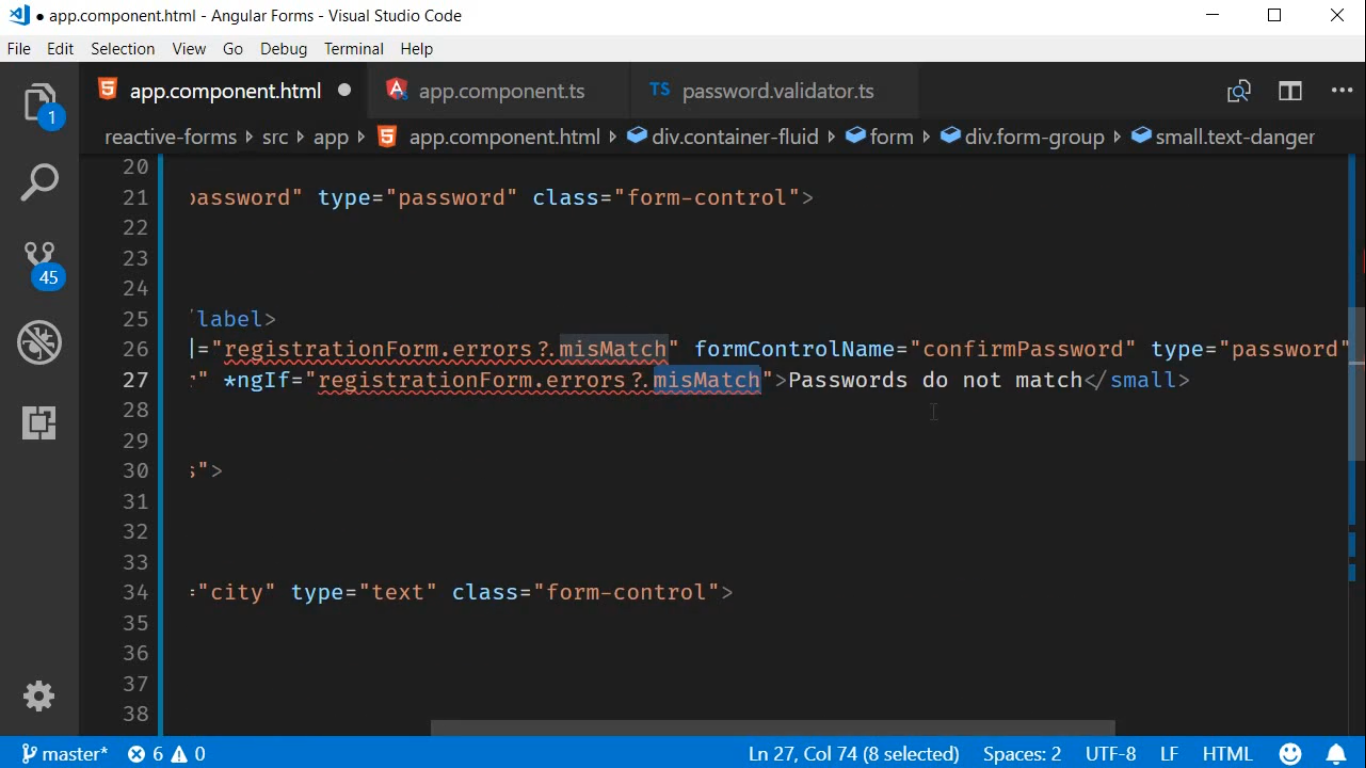 ● app.component.html - Angular Forms - Visual Studio Code
File Edit Selection View Go Debug Terminal Help
app.component.html ● app.component.ts TS password.validator.ts
1
reactive-forms ▸ src ▸ app ▸ app.component.html ▸ div.container-fluid ▸ form ▸ div.form-group ▸ small.text-danger
20
21 password" type="password" class="form-control">
22
23
24
25 /label>
26 ]="registrationForm.errors?.misMatch" formControlName="confirmPassword" type="password"
27 r" *ngIf="registrationForm.errors?.misMatch">Passwords do not match</small>
28
29
30 s">
31
32
33
34 ="city" type="text" class="form-control">
35
36
37
38
45
master* 6 0 Ln 27, Col 74 (8 selected) Spaces: 2 UTF-8 LF HTML